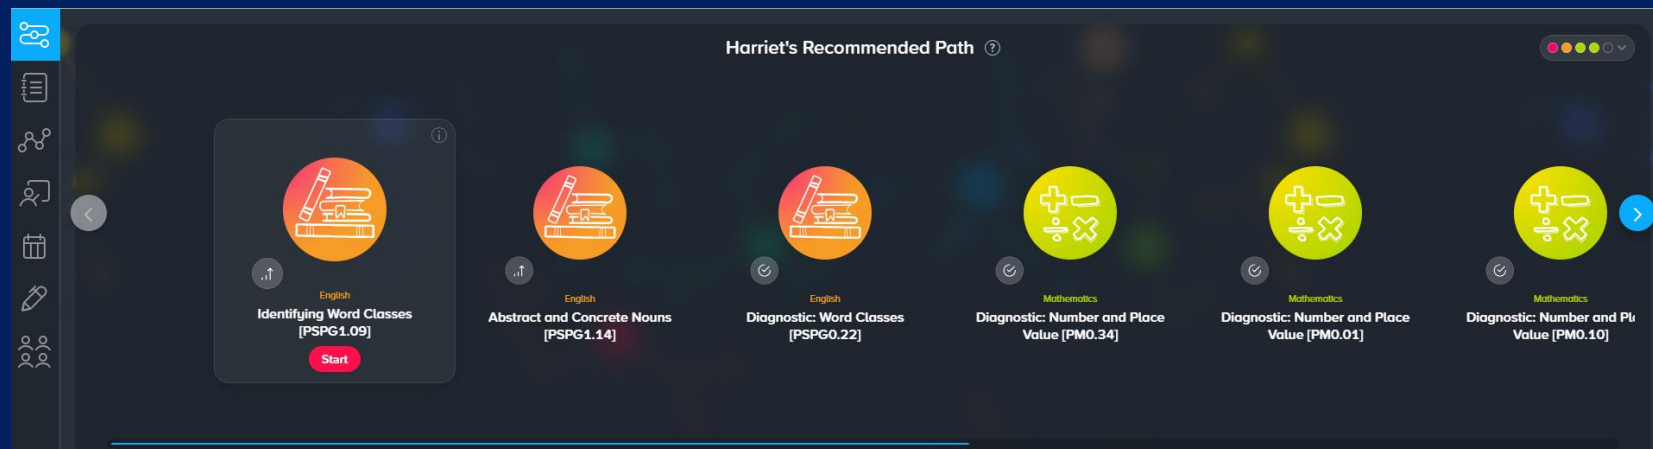 Harriet's Recommended Path ?
English
Identifying Word Classes
[PSPG1.09]
Start
English
Abstract and Concrete Nouns
[PSPG1.14]
English
Diagnostic: Word Classes
[PSPG0.22]
Mathematics
Diagnostic: Number and Place
Value [PM0.34]
Mathematics
Diagnostic: Number and Place
Value [PM0.01]
Mathematics
Diagnostic: Number and
Value [PM0.10]